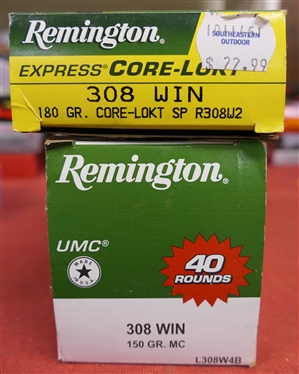 Remington
SOUTHEASTERN
OUTDOOR
$ 22.99
EXPRESS® CORE-LOKT
308 WIN
180 GR. CORE-LOKT SP R308W2
Remington®
UMC®
MADE
IN U.S.A.
40
ROUNDS
308 WIN
150 GR. MC
L308W4B